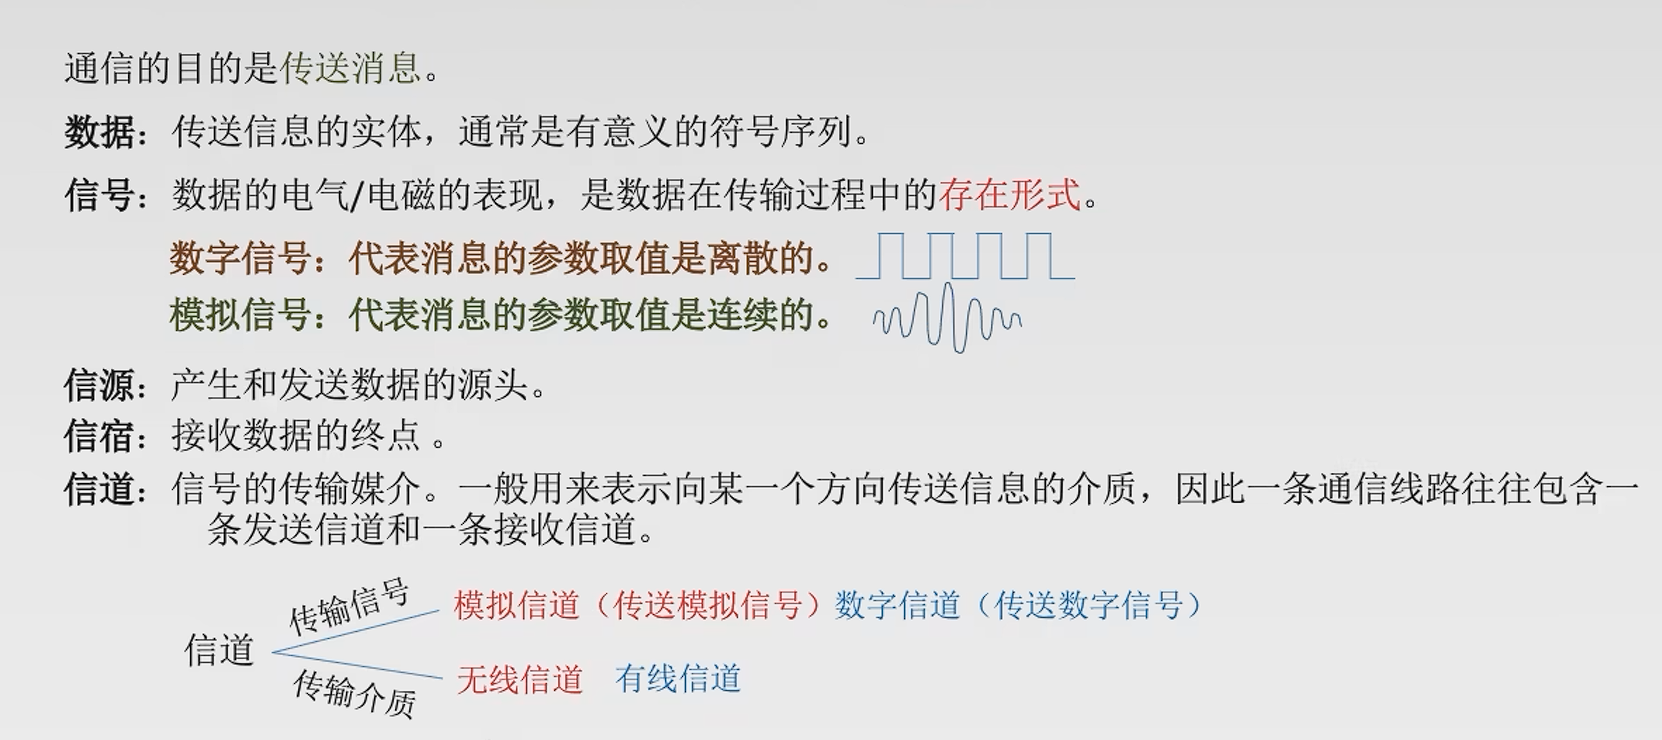 通信的目的是传送消息。
数据：传送信息的实体，通常是有意义的符号序列。
信号：数据的电气/电磁的表现，是数据在传输过程中的存在形式。
数字信号：代表消息的参数取值是离散的。
模拟信号：代表消息的参数取值是连续的。
信源：产生和发送数据的源头。
信宿：接收数据的终点 。
信道：信号的传输媒介。一般用来表示向某一个方向传送信息的介质，因此一条通信线路往往包含一
条发送信道和一条接收信道。
传输信号
模拟信道（传送模拟信号）数字信道（传送数字信号）
信道
传输介质
无线信道 有线信道